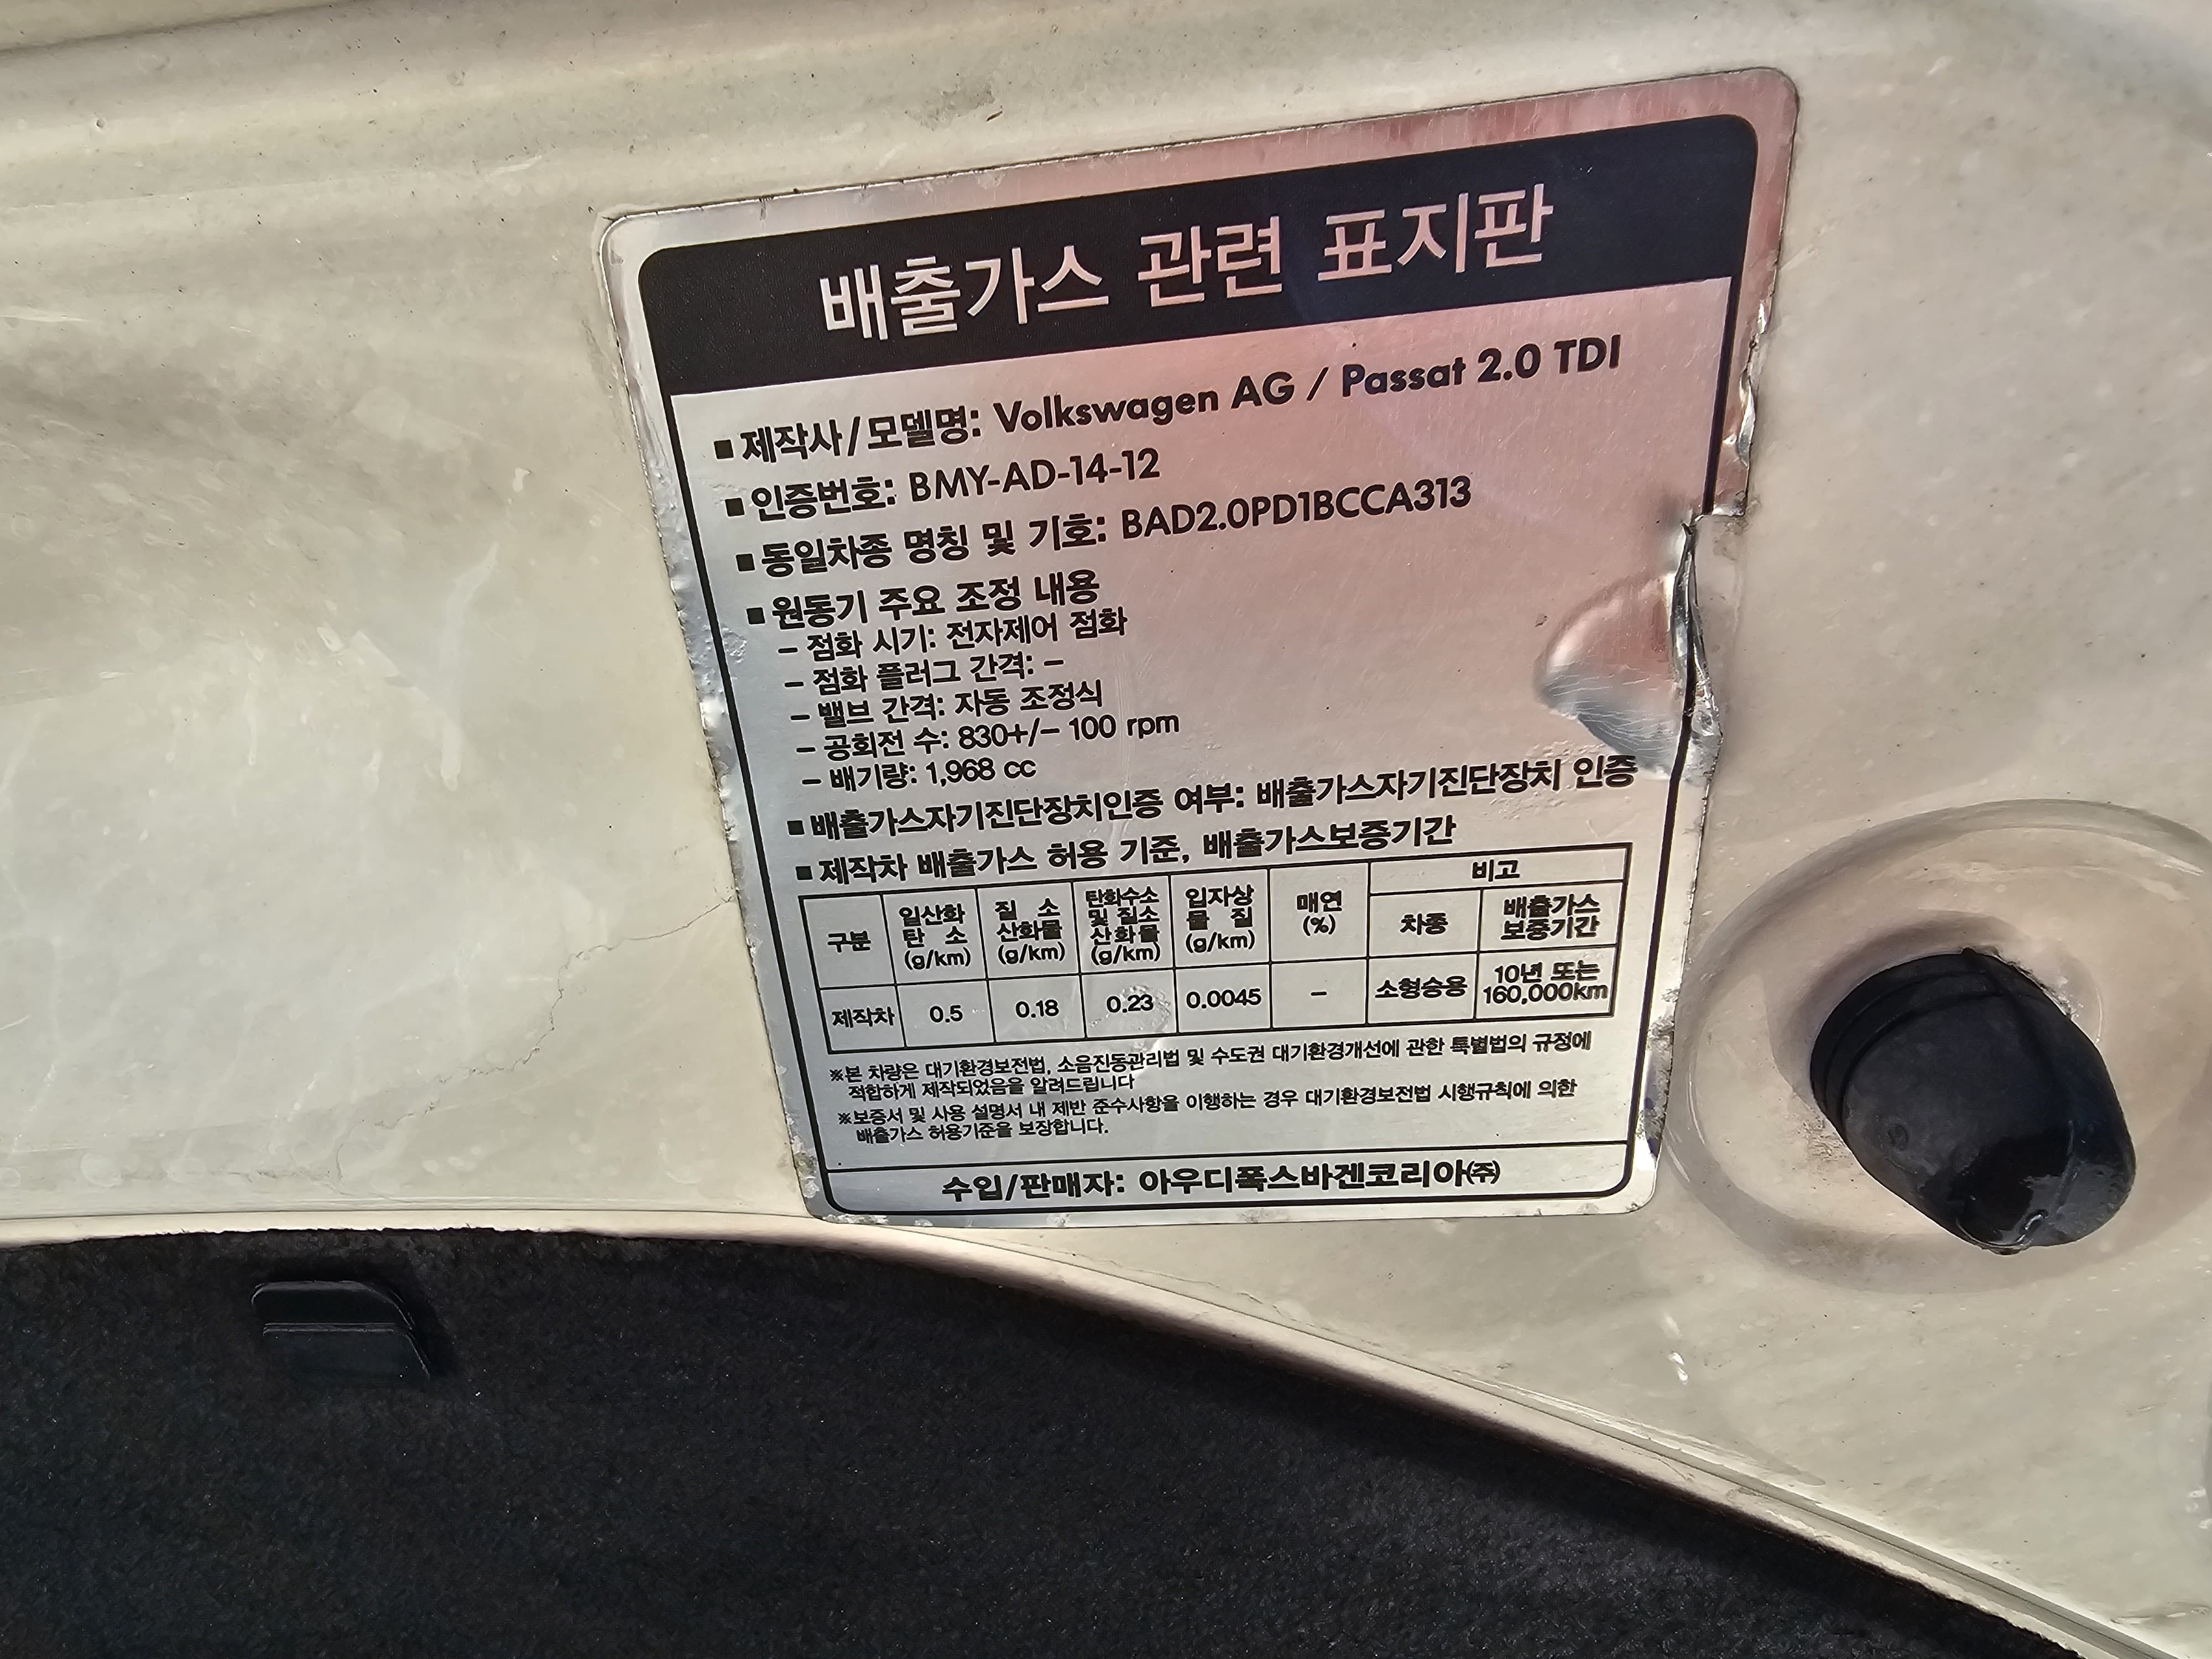 배출가스 관련 표지판
▪ 제작사/모델명: Volkswagen AG / Passat 2.0 TDI
▪ 인증번호: BMY-AD-14-12
▪ 동일차종 명칭 및 기호: BAD2.0PD1BCCA313
▪ 원동기 주요 조정 내용
– 점화 시기: 전자제어 점화
– 점화 플러그 간격: –
– 밸브 간격: 자동 조정식
– 공회전 수: 830+/– 100 rpm
– 배기량: 1,968 cc
▪ 배출가스자기진단장치인증 여부: 배출가스자기진단장치 인증
▪ 제작차 배출가스 허용 기준, 배출가스보증기간
구분
일산화
탄 소
(g/km)
질 소
산화물
(g/km)
탄화수소
및 질소
산화물
(g/km)
입자상
물 질
(g/km)
매연
(%)
비고
차종
배출가스
보증기간
제작차 0.5 0.18 0.23 0.0045 – 소형승용
10년 또는
160,000km
※본 차량은 대기환경보전법, 소음진동관리법 및 수도권 대기환경개선에 관한 특별법의 규정에
적합하게 제작되었음을 알려드립니다
※보증서 및 사용 설명서 내 제반 준수사항을 이행하는 경우 대기환경보전법 시행규칙에 의한
배출가스 허용기준을 보장합니다.
수입/판매자: 아우디폭스바겐코리아㈜